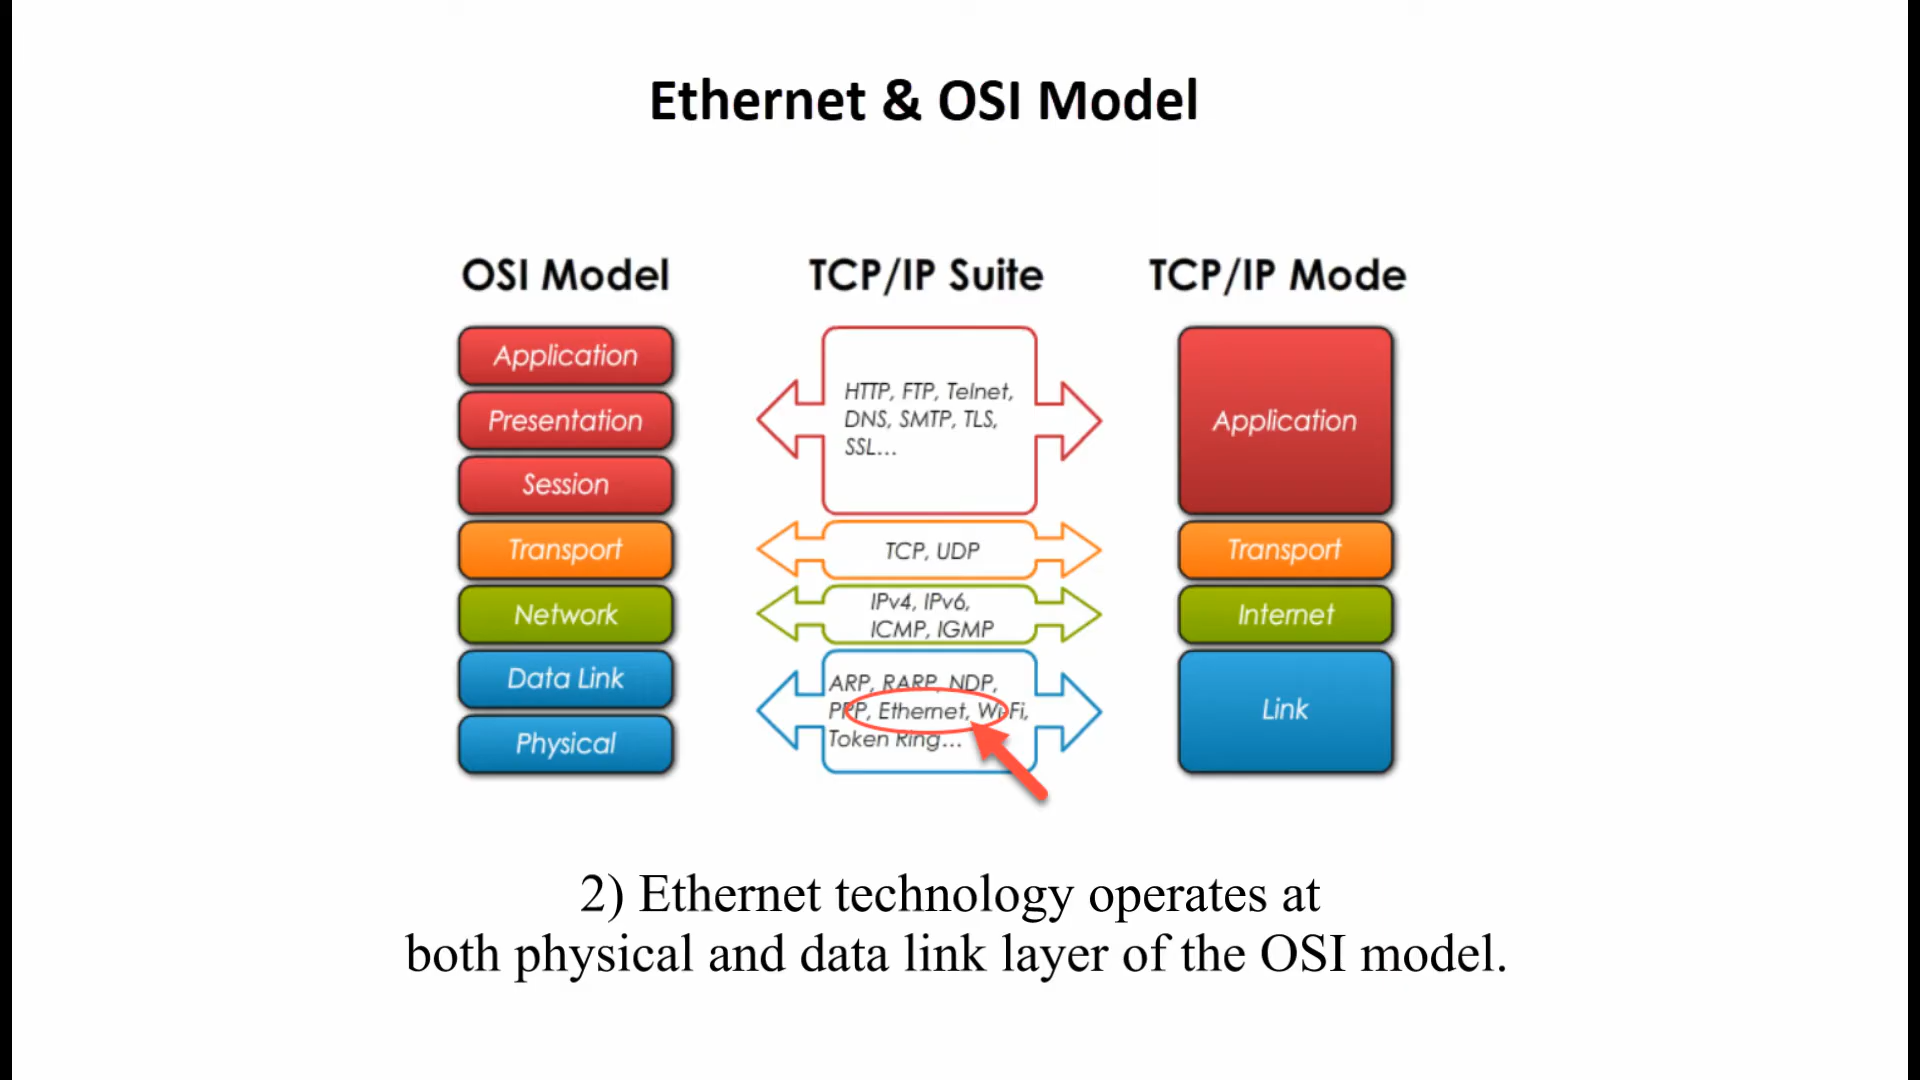 Ethernet & OSI Model
OSI Model
TCP/IP Suite
TCP/IP Mode
Application
Presentation
Session
Transport
Network
Data Link
Physical
HTTP, FTP, Telnet,
DNS, SMTP, TLS,
SSL...
TCP, UDP
IPv4, IPv6,
ICMP, IGMP
ARP, RARP, NDP,
PPP, Ethernet, Wi-Fi,
Token Ring...
Application
Transport
Internet
Link
2) Ethernet technology operates at
both physical and data link layer of the OSI model.